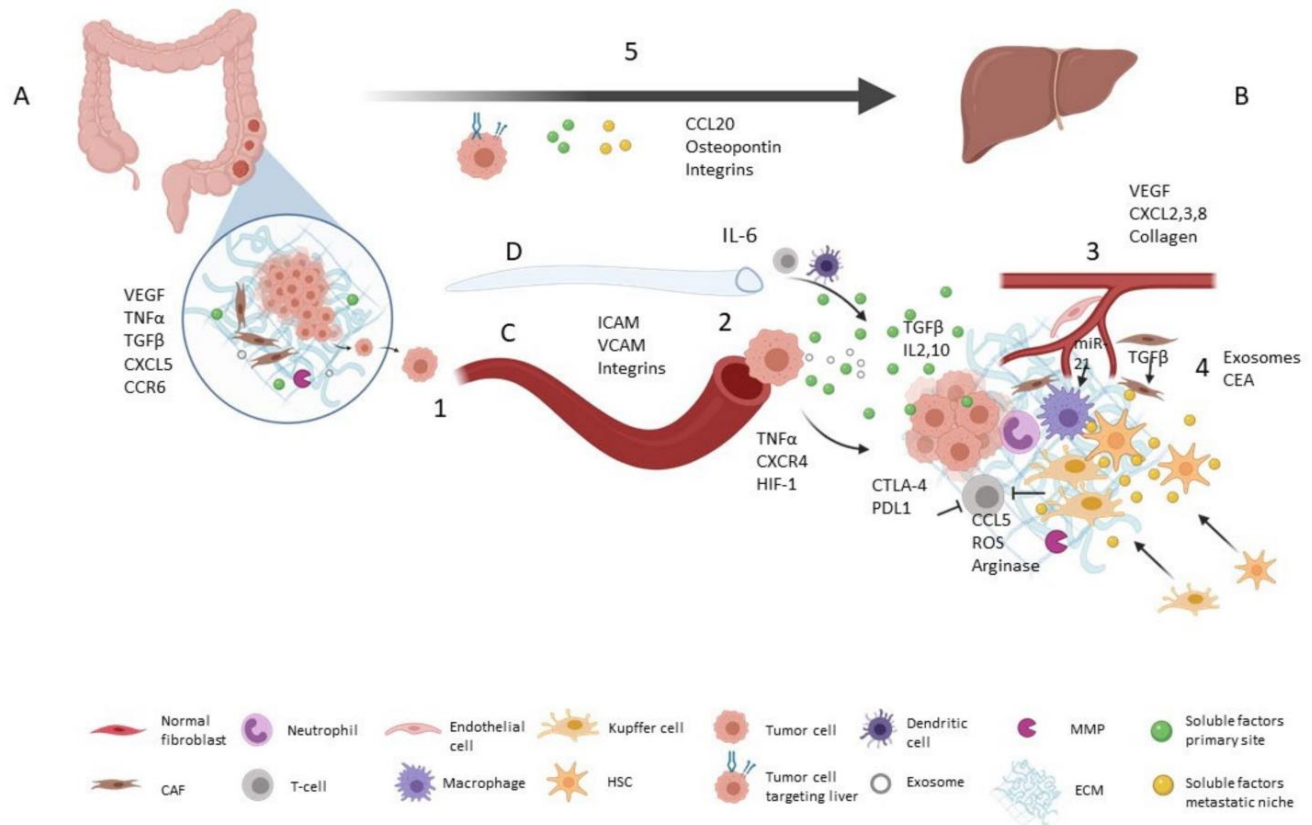 A
5
B
CCL20
Osteopontin
Integrins
VEGF
CXCL2,3,8
Collagen
D
IL-6
3
VEGF
TNFα
TGFβ
CXCL5
CCR6
C
ICAM
VCAM
Integrins
2
TGFβ
IL2,10
miR-
21
TGFβ
4
Exosomes
CEA
1
TNFα
CXCR4
HIF-1
CTLA-4
PDL1
CCL5
ROS
Arginase
Normal
fibroblast
Neutrophil
Endothelial
cell
Kupffer cell
Tumor cell
Dendritic
cell
MMP
Soluble factors
primary site
CAF
T-cell
Macrophage
HSC
Tumor cell
targeting liver
Exosome
ECM
Soluble factors
metastatic niche